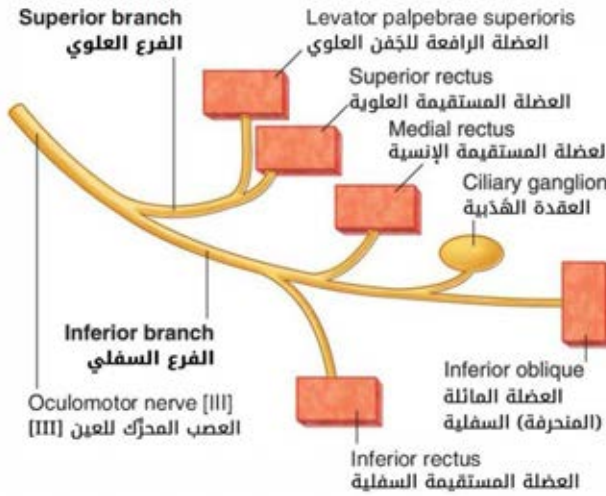 Superior branch
الفرع العلوي
Levator palpebrae superioris
العضلة الرافعة للجَفن العلوي
Superior rectus
العضلة المستقيمة العلوية
Medial rectus
لعضلة المستقيمة الإنسية
Ciliary ganglion
العقدة الهُدَبية
Inferior branch
الفرع السفلي
Oculomotor nerve [III]
العصب المحرِّك للعين [III]
Inferior oblique
العضلة المائلة
(المنحرفة) السفلية
Inferior rectus
العضلة المستقيمة السفلية